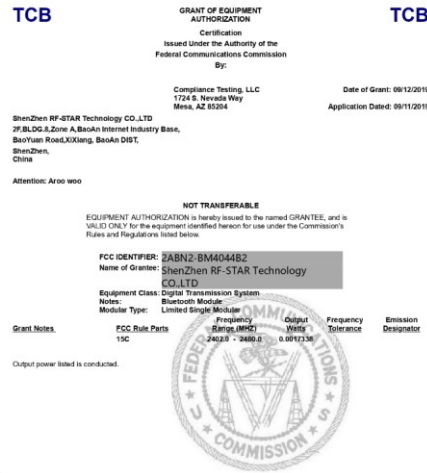 TCB
GRANT OF EQUIPMENT
AUTHORIZATION
TCB
Certification
Issued Under the Authority of the
Federal Communications Commission
By:
Compliance Testing, LLC
1724 S. Nevada Way
Mesa, AZ 85204
Date of Grant: 09/12/2019
Application Dated: 09/11/2019
ShenZhen RF-STAR Technology CO.,LTD
2F,BLDG.8,Zone A,BaoAn Internet Industry Base,
BaoYuan Road,XiXiang, BaoAn DIST,
ShenZhen,
China
Attention: Aroo woo
NOT TRANSFERABLE
EQUIPMENT AUTHORIZATION is hereby issued to the named GRANTEE, and is
VALID ONLY for the equipment identified hereon for use under the Commission's
Rules and Regulations listed below.
FCC IDENTIFIER: 2ABN2-BM4044B2
Name of Grantee: ShenZhen RF-STAR Technology
CO.,LTD
Equipment Class: Digital Transmission System
Notes: Bluetooth Module
Modular Type: Limited Single Modular
Grant Notes FCC Rule Parts Frequency Range (MHZ) Output Watts Frequency Tolerance Emission Designator
15C 2402.0 - 2480.0 0.0017338
Output power listed is conducted.
FEDERAL COMMUNICATIONS COMMISSION